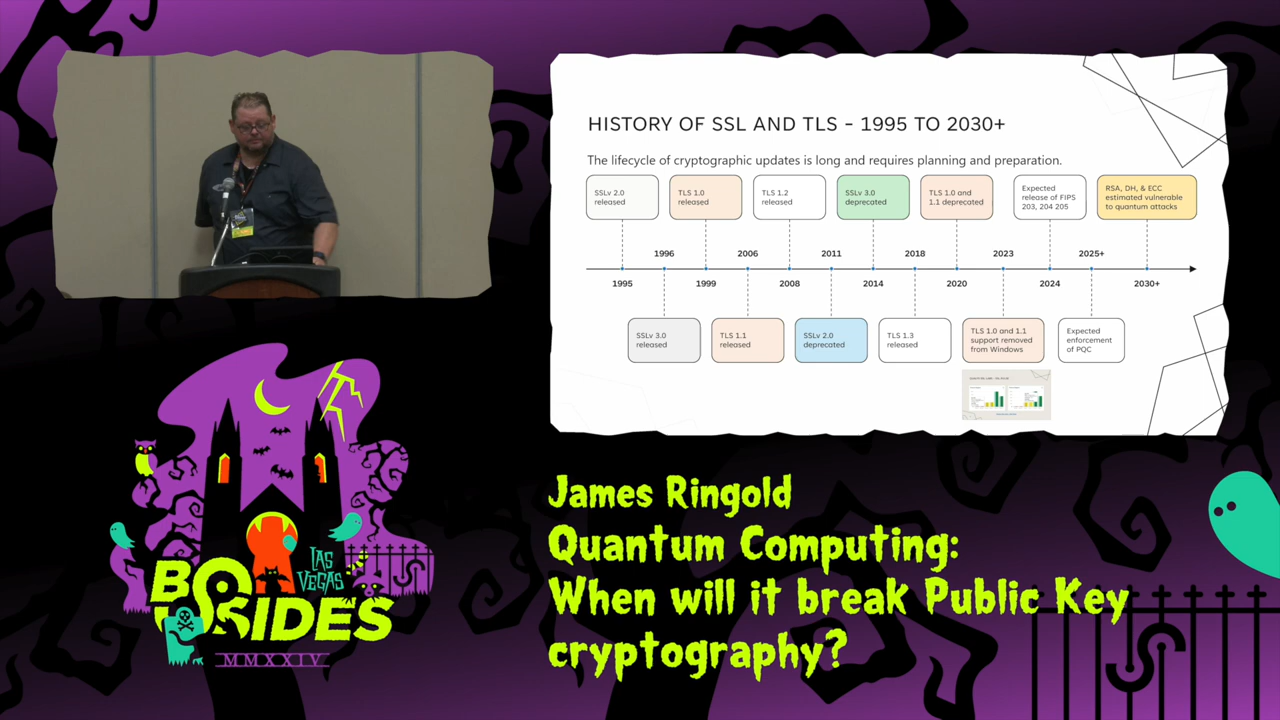 HISTORY OF SSL AND TLS – 1995 TO 2030+
The lifecycle of cryptographic updates is long and requires planning and preparation.
SSLv 2.0
released
TLS 1.0
released
TLS 1.2
released
SSLv 3.0
deprecated
TLS 1.0 and
1.1 deprecated
Expected
release of FIPS
203, 204 205
RSA, DH, & ECC
estimated vulnerable
to quantum attacks
1996
2006
2011
2018
2023
2025+
1995
1999
2008
2014
2020
2024
2030+
SSLv 3.0
released
TLS 1.1
released
SSLv 2.0
deprecated
TLS 1.3
released
TLS 1.0 and 1.1
support removed
from Windows
Expected
enforcement
of PQC
LAS
VEGAS
BSIDES
MMXXIV
James Ringold
Quantum Computing:
When will it break Public Key
cryptography?